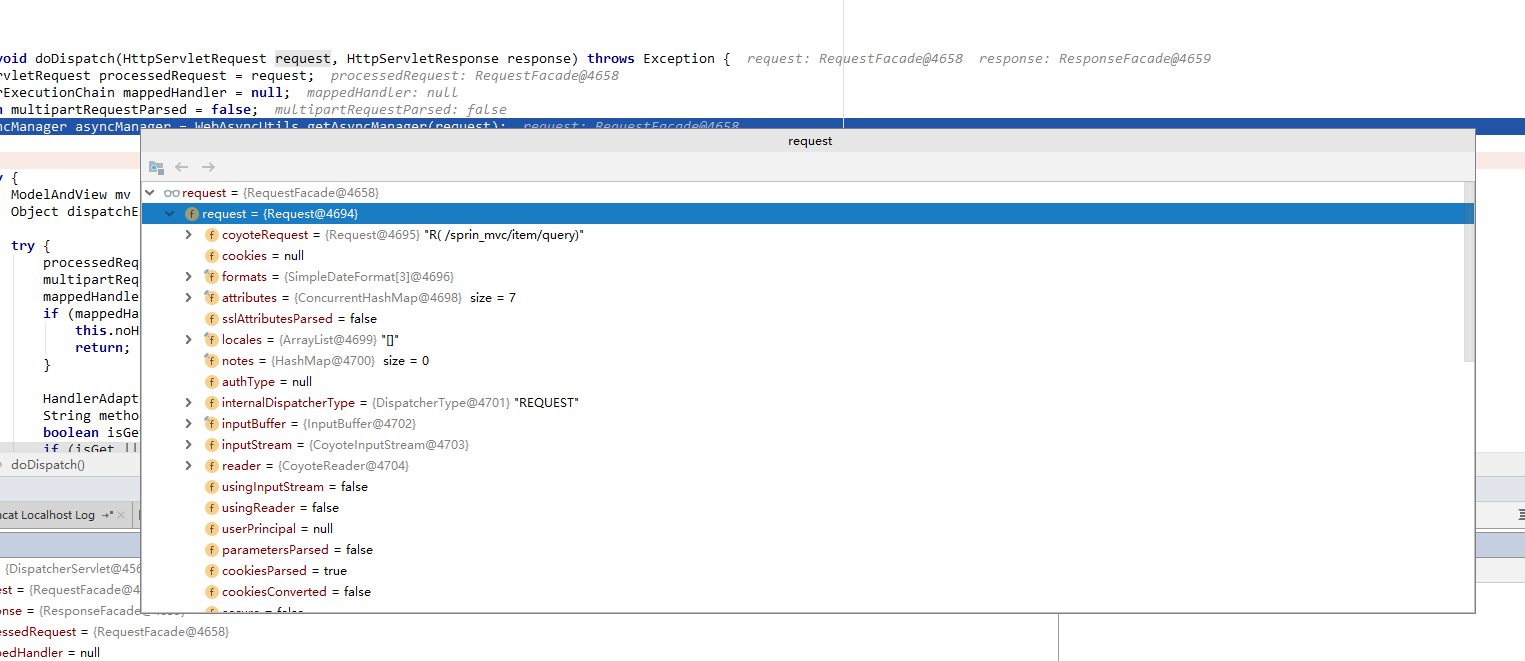 void doDispatch(HttpServletRequest request, HttpServletResponse response) throws Exception { request: RequestFacade@4658 response: ResponseFacade@4659
rvletRequest processedRequest = request; processedRequest: RequestFacade@4658
rExecutionChain mappedHandler = null; mappedHandler: null
n multipartRequestParsed = false; multipartRequestParsed: false
ncManager asyncManager = WebAsyncUtils.getAsyncManager(request); request: RequestFacade@4658
request
y {
ModelAndView mv
Object dispatchE
try {
processedReq
multipartReq
mappedHandle
if (mappedHa
this.noH
return;
}
HandlerAdapt
String metho
boolean isGe
if (isGet ||
request = {RequestFacade@4658}
request = {Request@4694}
coyoteRequest = {Request@4695} "R( /sprin_mvc/item/query)"
cookies = null
formats = {SimpleDateFormat[3]@4696}
attributes = {ConcurrentHashMap@4698} size = 7
sslAttributesParsed = false
locales = {ArrayList@4699} "[]"
notes = {HashMap@4700} size = 0
authType = null
internalDispatcherType = {DispatcherType@4701} "REQUEST"
inputBuffer = {InputBuffer@4702}
inputStream = {CoyoteInputStream@4703}
reader = {CoyoteReader@4704}
usingInputStream = false
usingReader = false
userPrincipal = null
parametersParsed = false
cookiesParsed = true
cookiesConverted = false
secure = false
doDispatch()
ncat Localhost Log
{DispatcherServlet@456
est = {RequestFacade@4
onse = {ResponseFacade@4659}
essedRequest = {RequestFacade@4658}
pedHandler = null